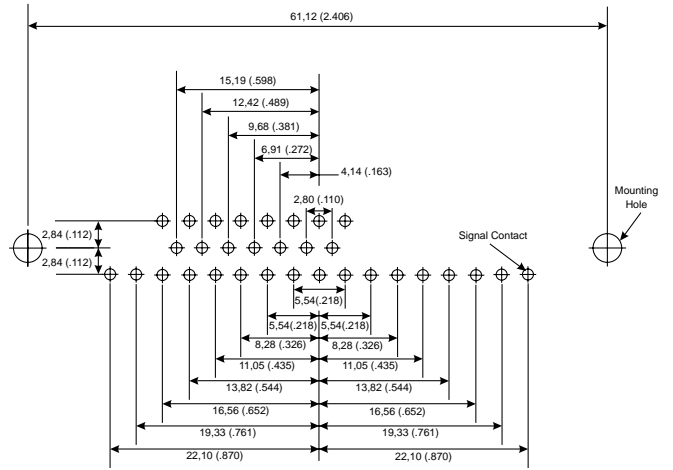 61,12 (2.406)
15,19 (.598)
12,42 (.489)
9,68 (.381)
6,91 (.272)
4,14 (.163)
2,80 (.110)
Mounting
Hole
2,84 (.112)
Signal Contact
2,84 (.112)
5,54 (.218)
5,54(.218) 5,54(.218)
8,28 (.326) 8,28 (.326)
11,05 (.435) 11,05 (.435)
13,82 (.544) 13,82 (.544)
16,56 (.652) 16,56 (.652)
19,33 (.761) 19,33 (.761)
22,10 (.870) 22,10 (.870)